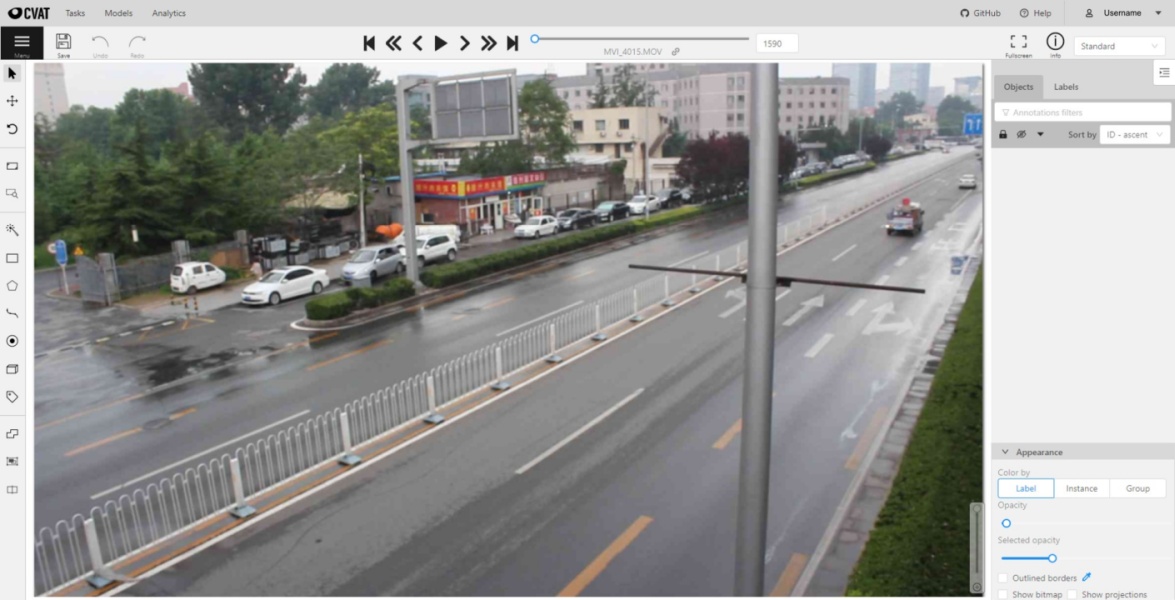 CVAT
Tasks
Models
Analytics
GitHub
Help
Username
Menu
Save
Undo
Redo
MVI_4015.MOV
1590
Fullscreen
Info
Standard
Objects
Labels
Annotations filters
Sort by
ID - ascent
Appearance
Color by
Label
Instance
Group
Opacity
Selected opacity
Outlined borders
Show bitmap
Show projections